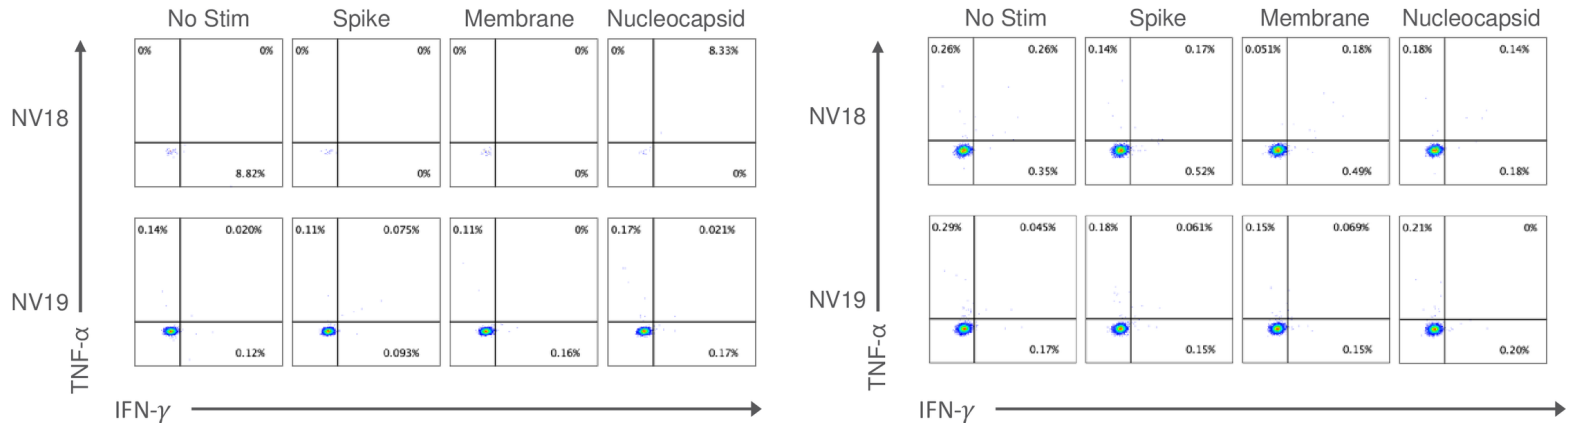 No Stim Spike Membrane Nucleocapsid
NV18
0% 0% 0% 0% 0% 0% 0% 8.33%
8.82% 0% 0% 0%
NV19
0.14% 0.020% 0.11% 0.075% 0.11% 0% 0.17% 0.021%
0.12% 0.093% 0.16% 0.17%
TNF-α
IFN-γ
No Stim Spike Membrane Nucleocapsid
NV18
0.26% 0.26% 0.14% 0.17% 0.051% 0.18% 0.18% 0.14%
0.35% 0.52% 0.49% 0.18%
NV19
0.29% 0.045% 0.18% 0.061% 0.15% 0.069% 0.21% 0%
0.17% 0.15% 0.15% 0.20%
TNF-α
IFN-γ